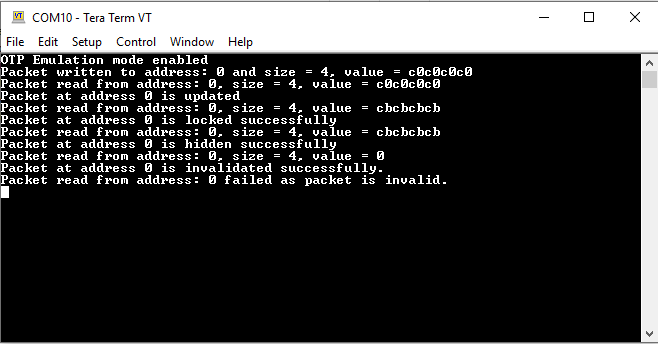 VT COM10 - Tera Term VT
File Edit Setup Control Window Help
OTP Emulation mode enabled
Packet written to address: 0 and size = 4, value = c0c0c0c0
Packet read from address: 0, size = 4, value = c0c0c0c0
Packet at address 0 is updated
Packet read from address: 0, size = 4, value = cbcbcbcb
Packet at address 0 is locked successfully
Packet read from address: 0, size = 4, value = cbcbcbcb
Packet at address 0 is hidden successfully
Packet read from address: 0, size = 4, value = 0
Packet at address 0 is invalidated successfully.
Packet read from address: 0 failed as packet is invalid.